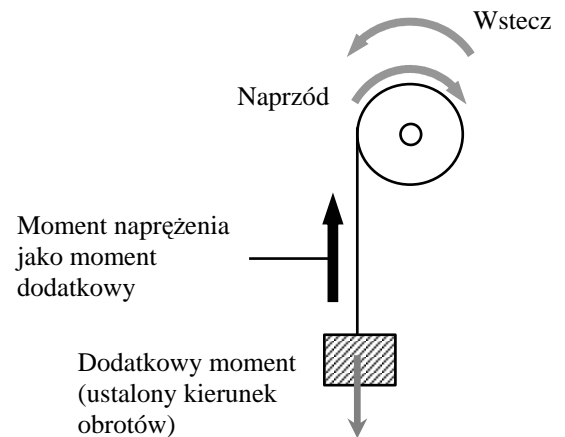 Wstecz
Naprzód
Moment naprężenia
jako moment
dodatkowy
Dodatkowy moment
(ustalony kierunek
obrotów)